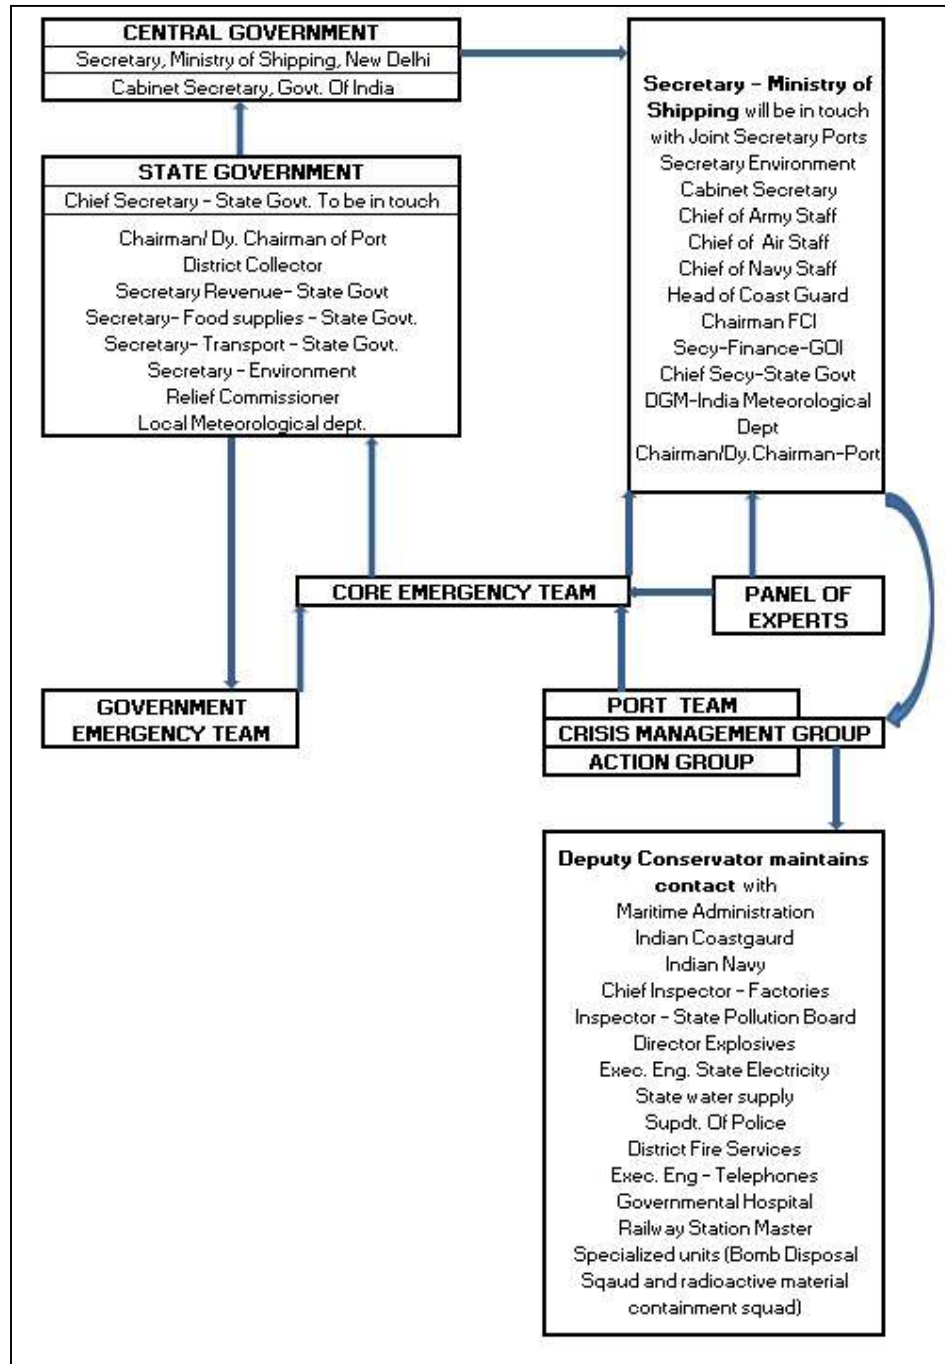 CENTRAL GOVERNMENT
Secretary, Ministry of Shipping, New Delhi
Cabinet Secretary, Govt. Of India
STATE GOVERNMENT
Chief Secretary - State Govt. To be in touch
Chairman/ Dy. Chairman of Port
District Collector
Secretary Revenue- State Govt
Secretary- Food supplies - State Govt.
Secretary- Transport - State Govt.
Secretary - Environment
Relief Commissioner
Local Meteorological dept.
Secretary - Ministry of
Shipping will be in touch
with Joint Secretary Ports
Secretary Environment
Cabinet Secretary
Chief of Army Staff
Chief of Air Staff
Chief of Navy Staff
Head of Coast Guard
Chairman FCI
Secy-Finance-GOI
Chief Secy-State Govt
DGM-India Meteorological
Dept
Chairman/Dy.Chairman-Port
CORE EMERGENCY TEAM
PANEL OF
EXPERTS
GOVERNMENT
EMERGENCY TEAM
PORT TEAM
CRISIS MANAGEMENT GROUP
ACTION GROUP
Deputy Conservator maintains
contact with
Maritime Administration
Indian Coastgaurd
Indian Navy
Chief Inspector - Factories
Inspector - State Pollution Board
Director Explosives
Exec. Eng. State Electricity
State water supply
Supdt. Of Police
District Fire Services
Exec. Eng - Telephones
Governmental Hospital
Railway Station Master
Specialized units (Bomb Disposal
Sqaud and radioactive material
containment squad)